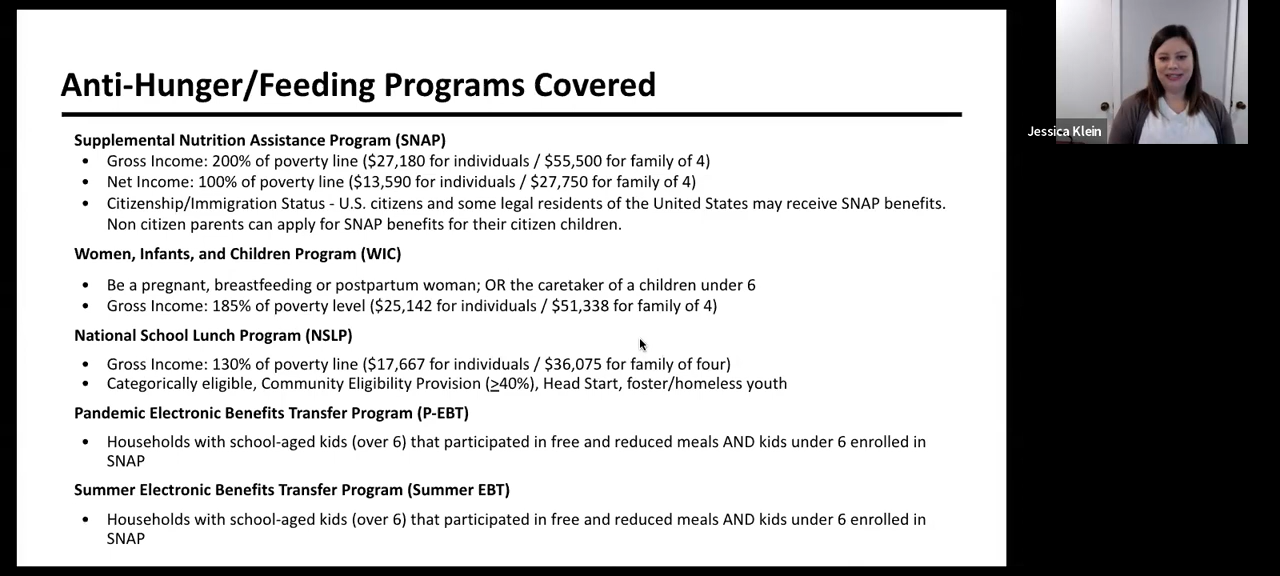 Anti-Hunger/Feeding Programs Covered
Supplemental Nutrition Assistance Program (SNAP)
• Gross Income: 200% of poverty line ($27,180 for individuals / $55,500 for family of 4)
• Net Income: 100% of poverty line ($13,590 for individuals / $27,750 for family of 4)
• Citizenship/Immigration Status - U.S. citizens and some legal residents of the United States may receive SNAP benefits.
Non citizen parents can apply for SNAP benefits for their citizen children.
Women, Infants, and Children Program (WIC)
• Be a pregnant, breastfeeding or postpartum woman; OR the caretaker of a children under 6
• Gross Income: 185% of poverty level ($25,142 for individuals / $51,338 for family of 4)
National School Lunch Program (NSLP)
• Gross Income: 130% of poverty line ($17,667 for individuals / $36,075 for family of four)
• Categorically eligible, Community Eligibility Provision (≥40%), Head Start, foster/homeless youth
Pandemic Electronic Benefits Transfer Program (P-EBT)
• Households with school-aged kids (over 6) that participated in free and reduced meals AND kids under 6 enrolled in
SNAP
Summer Electronic Benefits Transfer Program (Summer EBT)
• Households with school-aged kids (over 6) that participated in free and reduced meals AND kids under 6 enrolled in
SNAP
Jessica Klein